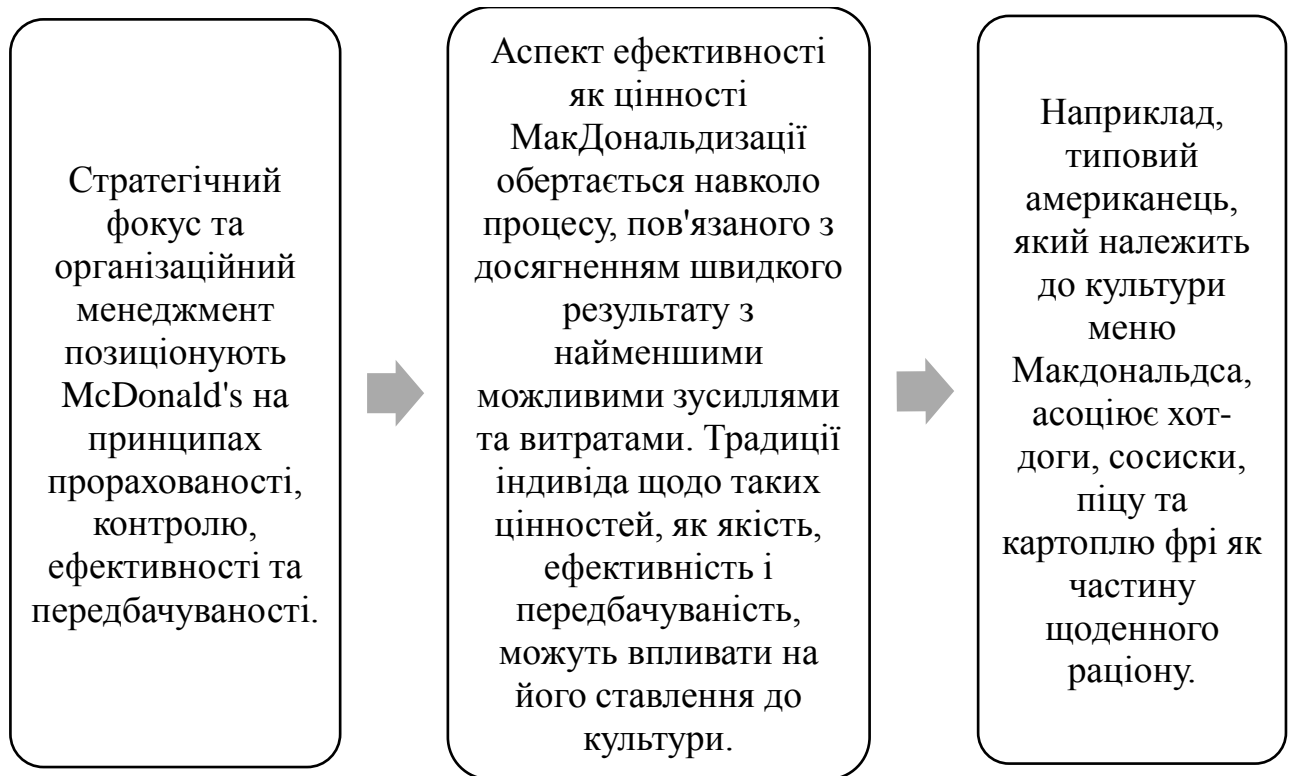 Стратегічний
фокус та
організаційний
менеджмент
позиціонують
McDonald's на
принципах
прорахованості,
контролю,
ефективності та
передбачуваності.
Аспект ефективності
як цінності
МакДональдизації
обертається навколо
процесу, пов'язаного з
досягненням швидкого
результату з
найменшими
можливими зусиллями
та витратами. Традиції
індивіда щодо таких
цінностей, як якість,
ефективність і
передбачуваність,
можуть впливати на
його ставлення до
культури.
Наприклад,
типовий
американець,
який належить
до культури
меню
Макдональдса,
асоціює хот-
доги, сосиски,
піцу та
картоплю фрі як
частину
щоденного
раціону.